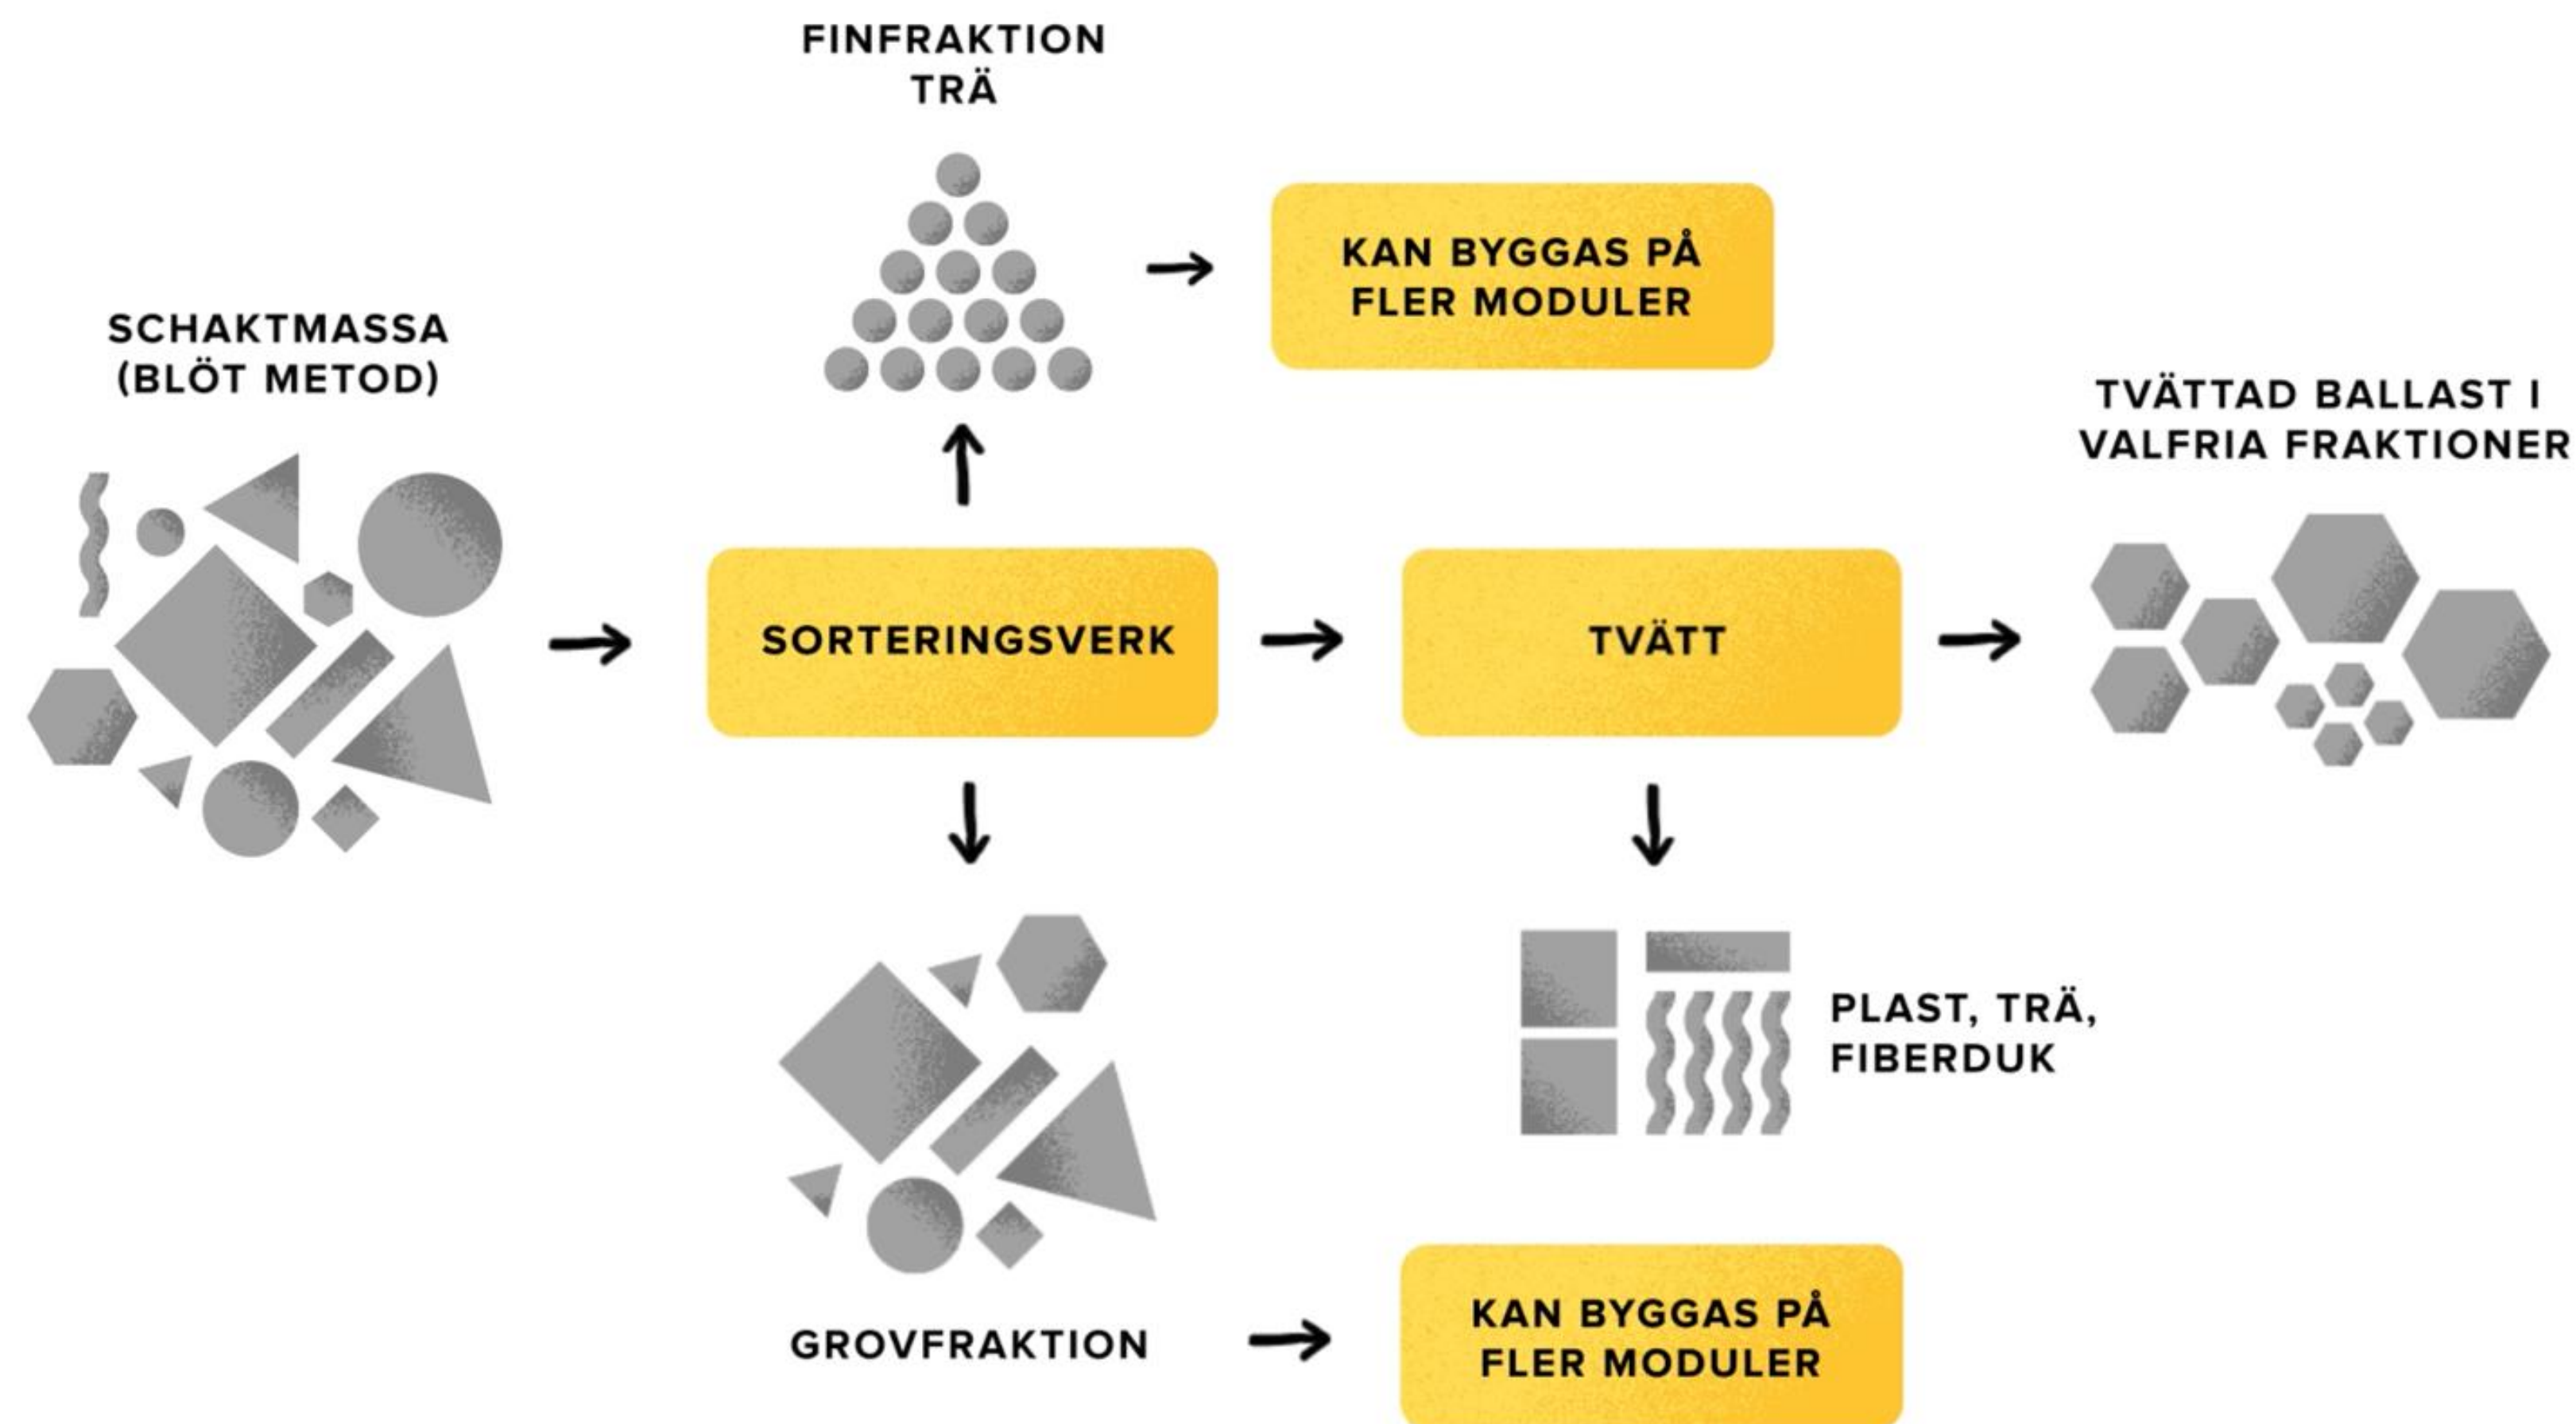 FINFRAKTION
TRÄ
KAN BYGGAS PÅ
FLER MODULER
SCHAKTMASSA
(BLÖT METOD)
TVÄTTAD BALLAST I
VALFRIA FRAKTIONER
SORTERINGSVERK
TVÄTT
PLAST, TRÄ,
FIBERDUK
GROVFRAKTION
KAN BYGGAS PÅ
FLER MODULER